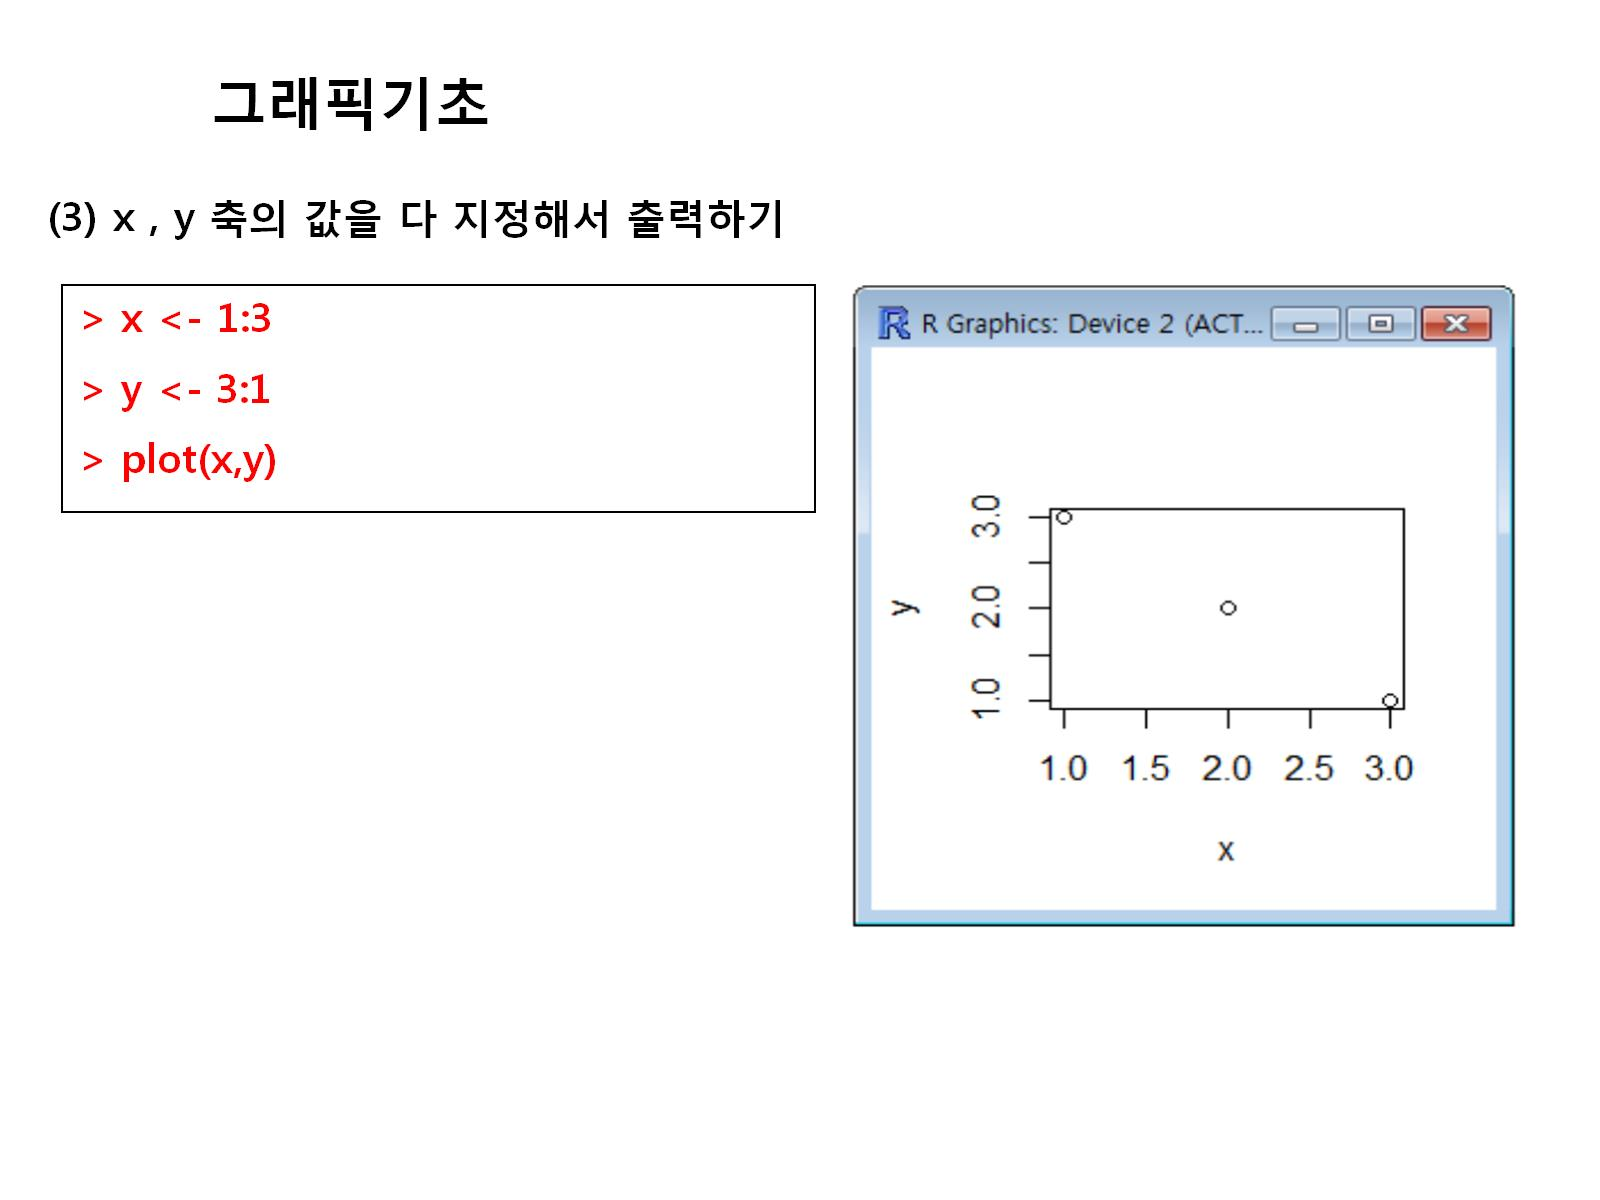 그래픽기초
(3) x , y 축의 값을 다 지정해서 출력하기
> x <- 1:3
> y <- 3:1
> plot(x,y)
R Graphics: Device 2 (ACT...
3.0
2.0
1.0
y
1.0 1.5 2.0 2.5 3.0
x